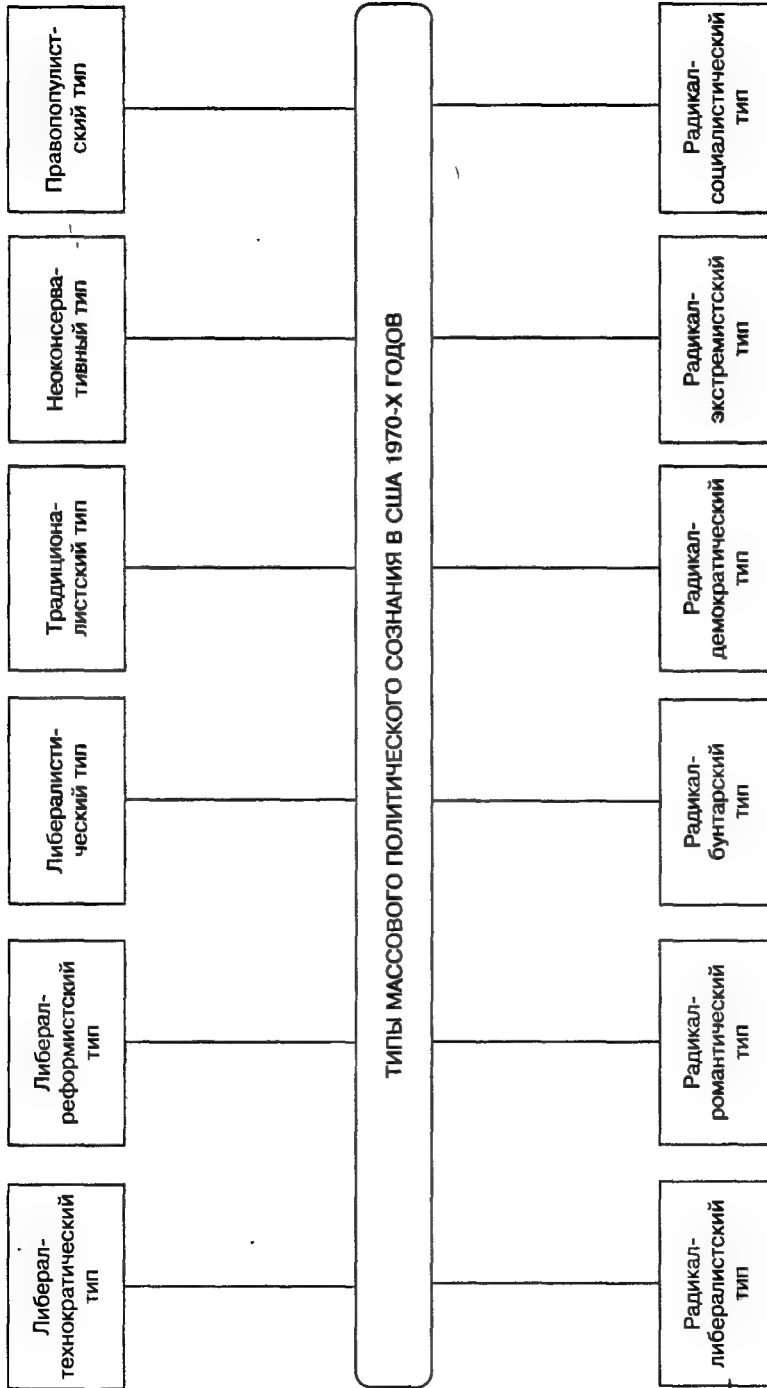 Либерал-
технократический
тип
Либерал-
реформистский
тип
Либералисти-
ческий тип
Традициона-
листский тип
Неоконсерва-
тивный тип
Правопопулист-
ский тип
ТИПЫ МАССОВОГО ПОЛИТИЧЕСКОГО СОЗНАНИЯ В США 1970-Х ГОДОВ
Радикал-
либералистский
тип
Радикал-
романтический
тип
Радикал-
бунтарский
тип
Радикал-
демократический
тип
Радикал-
экстремистский
тип
Радикал-
социалистический
тип